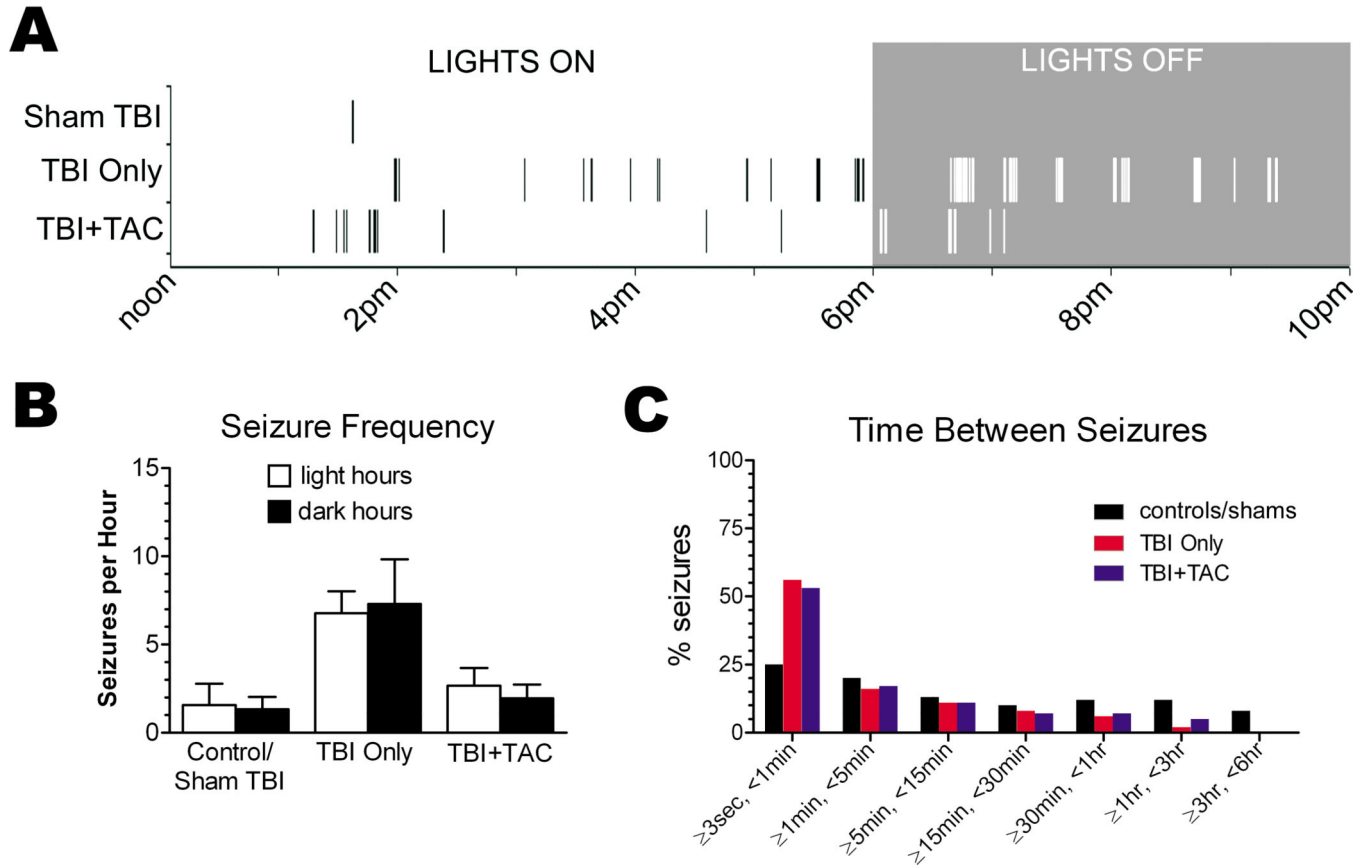 A
LIGHTS ON
LIGHTS OFF
Sham TBI
TBI Only
TBI+TAC
noon
2pm
4pm
6pm
8pm
10pm
B
Seizure Frequency
light hours
dark hours
Seizures per Hour
15
10
5
0
Control/
Sham TBI
TBI Only
TBI+TAC
C
Time Between Seizures
controls/shams
TBI Only
TBI+TAC
% seizures
100
75
50
25
0
≥3sec, <1min
≥1min, <5min
≥5min, <15min
≥15min, <30min
≥30min, <1hr
≥1hr, <3hr
≥3hr, <6hr